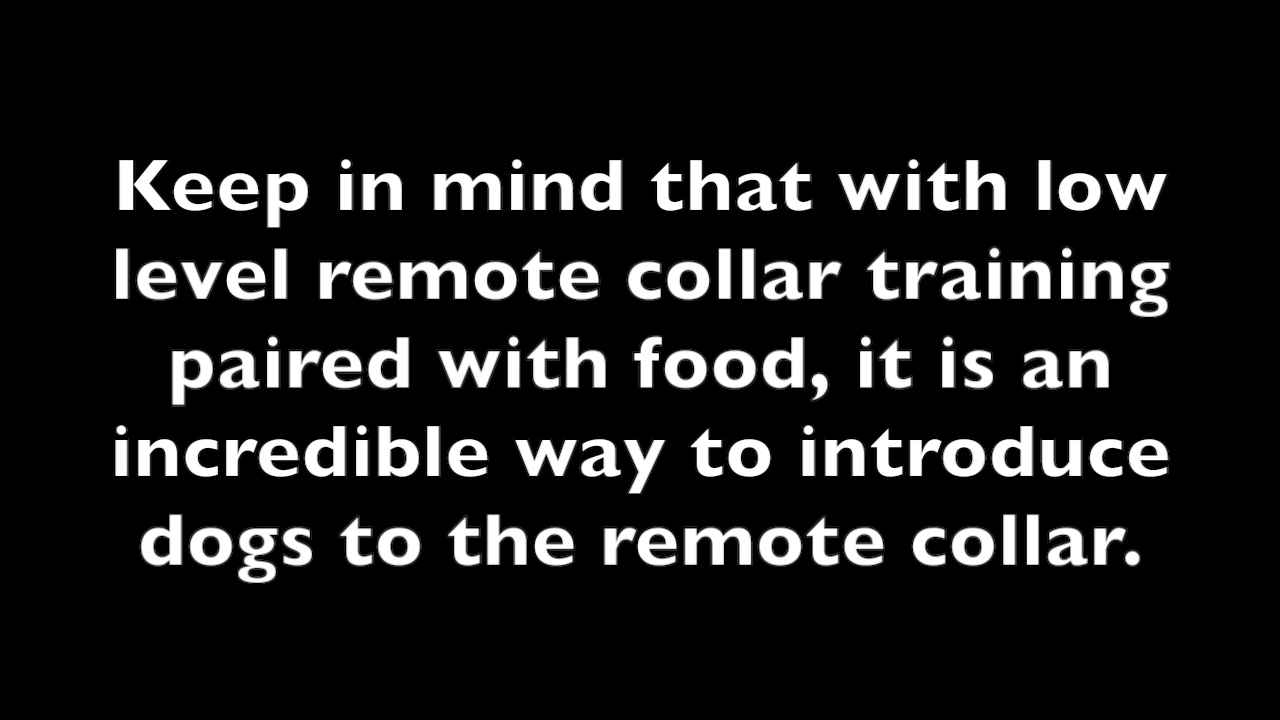 Keep in mind that with low
level remote collar training
paired with food, it is an
incredible way to introduce
dogs to the remote collar.